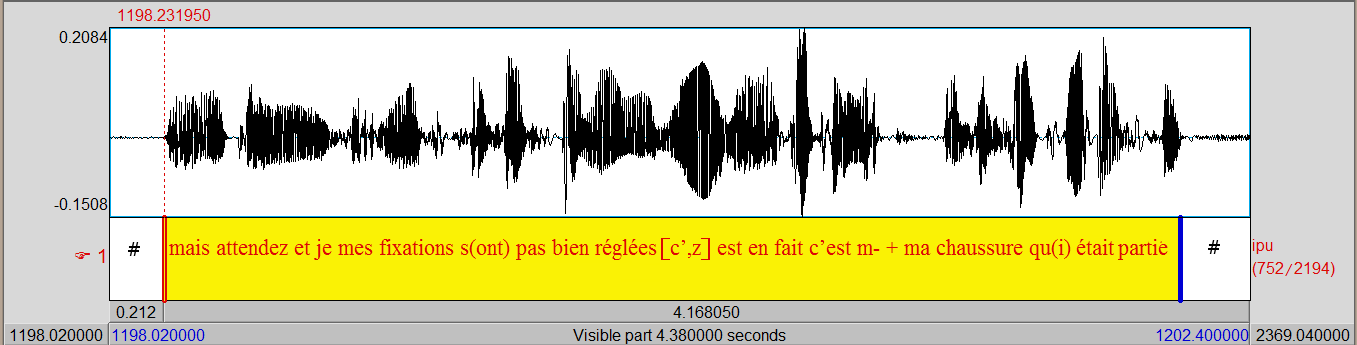 1198.231950
0.2084
-0.1508
☞ 1
# mais attendez et je mes fixations s(ont) pas bien réglées[c’,z] est en fait c’est m- + ma chaussure qu(i) était partie #
ipu
(752/2194)
0.212 4.168050
1198.020000 1198.020000 Visible part 4.380000 seconds 1202.400000 2369.040000